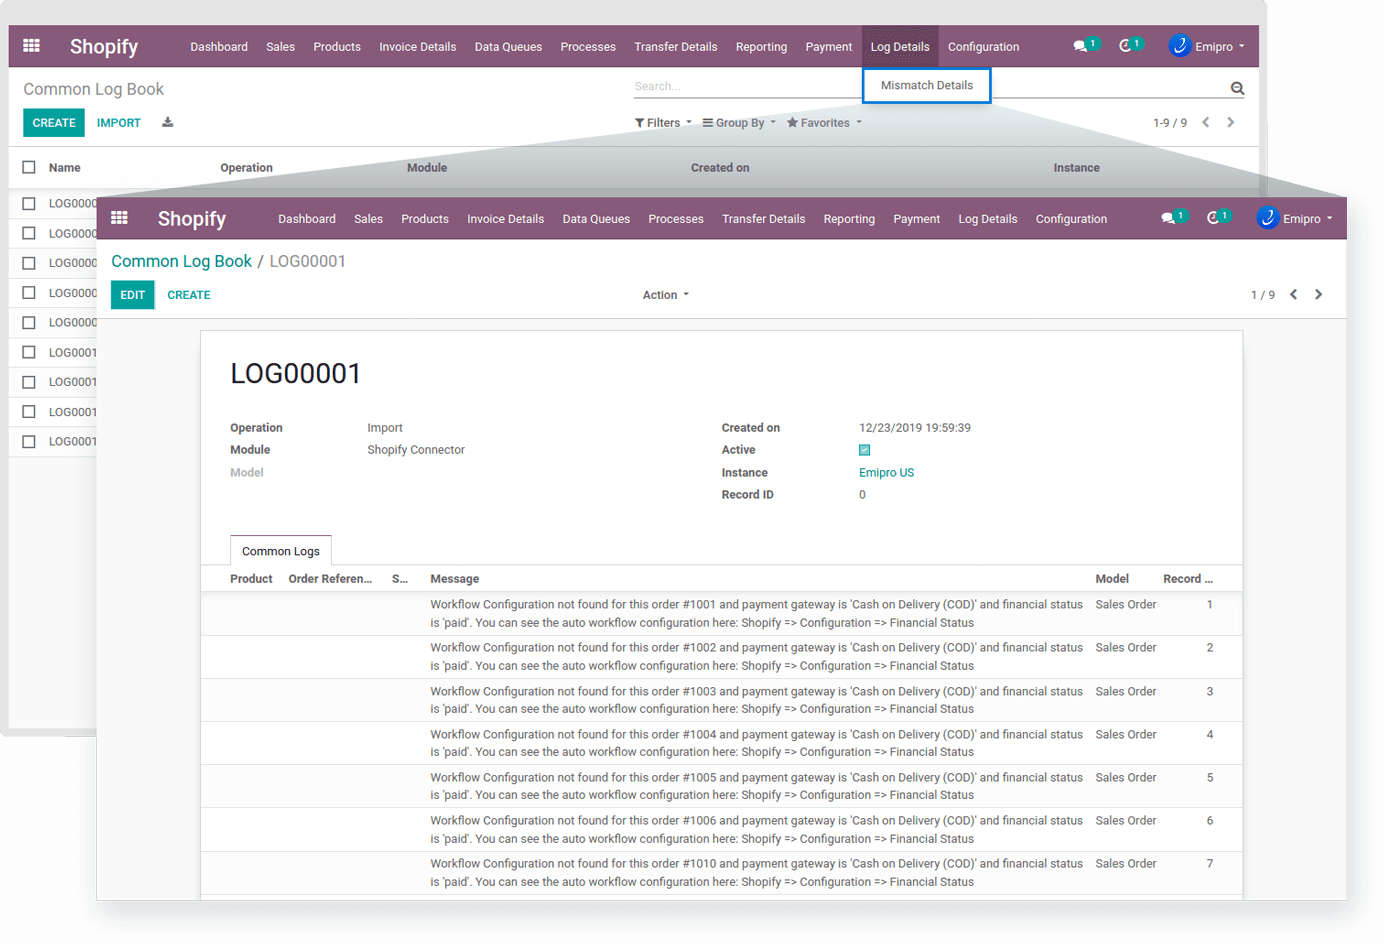 Shopify Dashboard Sales Products Invoice Details Data Queues Processes Transfer Details Reporting Payment Log Details Configuration 1 1 Emipro
Common Log Book Search... Mismatch Details
CREATE IMPORT Filters Group By Favorites 1-9 / 9
Name Operation Module Created on Instance
LOG0000
LOG0000
LOG0000
LOG0000
LOG0000
LOG0001
LOG0001
LOG0001
LOG0001
Shopify Dashboard Sales Products Invoice Details Data Queues Processes Transfer Details Reporting Payment Log Details Configuration 1 1 Emipro
Common Log Book / LOG00001
EDIT CREATE Action 1 / 9
LOG00001
Operation Import Created on 12/23/2019 19:59:39
Module Shopify Connector Active
Model Instance Emipro US
Record ID 0
Common Logs
Product Order Referen... S... Message Model Record ...
Workflow Configuration not found for this order #1001 and payment gateway is 'Cash on Delivery (COD)' and financial status Sales Order 1
is 'paid'. You can see the auto workflow configuration here: Shopify => Configuration => Financial Status
Workflow Configuration not found for this order #1002 and payment gateway is 'Cash on Delivery (COD)' and financial status Sales Order 2
is 'paid'. You can see the auto workflow configuration here: Shopify => Configuration => Financial Status
Workflow Configuration not found for this order #1003 and payment gateway is 'Cash on Delivery (COD)' and financial status Sales Order 3
is 'paid'. You can see the auto workflow configuration here: Shopify => Configuration => Financial Status
Workflow Configuration not found for this order #1004 and payment gateway is 'Cash on Delivery (COD)' and financial status Sales Order 4
is 'paid'. You can see the auto workflow configuration here: Shopify => Configuration => Financial Status
Workflow Configuration not found for this order #1005 and payment gateway is 'Cash on Delivery (COD)' and financial status Sales Order 5
is 'paid'. You can see the auto workflow configuration here: Shopify => Configuration => Financial Status
Workflow Configuration not found for this order #1006 and payment gateway is 'Cash on Delivery (COD)' and financial status Sales Order 6
is 'paid'. You can see the auto workflow configuration here: Shopify => Configuration => Financial Status
Workflow Configuration not found for this order #1010 and payment gateway is 'Cash on Delivery (COD)' and financial status Sales Order 7
is 'paid'. You can see the auto workflow configuration here: Shopify => Configuration => Financial Status